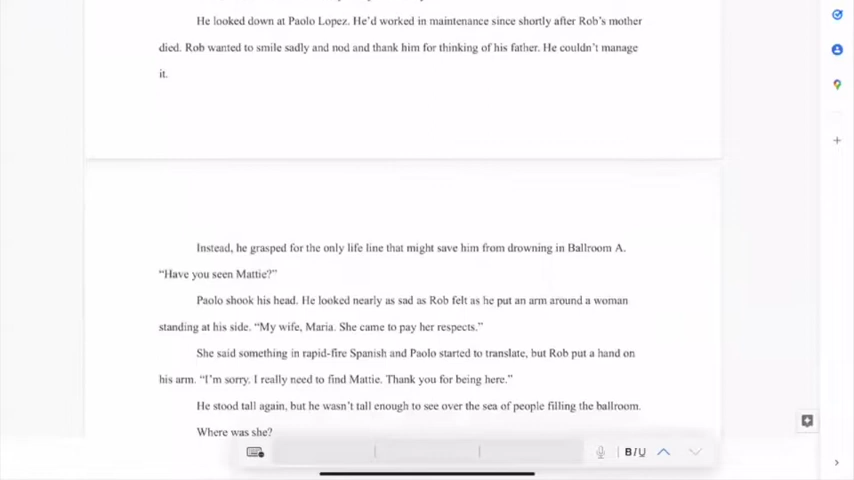 He looked down at Paolo Lopez. He’d worked in maintenance since shortly after Rob’s mother
died. Rob wanted to smile sadly and nod and thank him for thinking of his father. He couldn’t manage
it.
Instead, he grasped for the only life line that might save him from drowning in Ballroom A.
“Have you seen Mattie?”
Paolo shook his head. He looked nearly as sad as Rob felt as he put an arm around a woman
standing at his side. “My wife, Maria. She came to pay her respects.”
She said something in rapid-fire Spanish and Paolo started to translate, but Rob put a hand on
his arm. “I’m sorry. I really need to find Mattie. Thank you for being here.”
He stood tall again, but he wasn’t tall enough to see over the sea of people filling the ballroom.
Where was she?
B I U